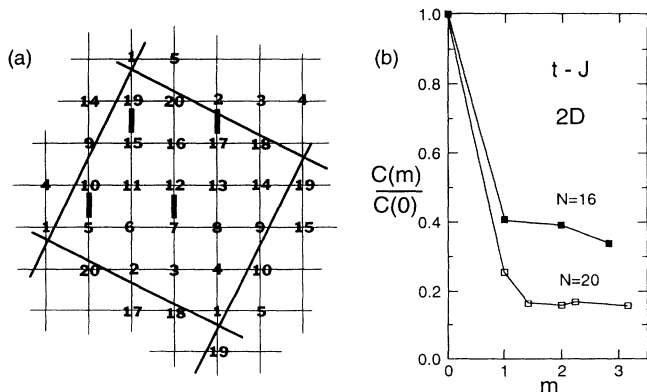 (a)
1 5
14 19 20 2 3 4
9 15 16 17 18
4 10 11 12 13 14 19
1 5 6 7 8 9 15
20 2 3 4 10
17 18 1 5
19
(b)
1.0
0.8
0.6
0.4
0.2
0.0
C(m)
C(0)
t - J
2D
N=16
N=20
0 1 2 3
m